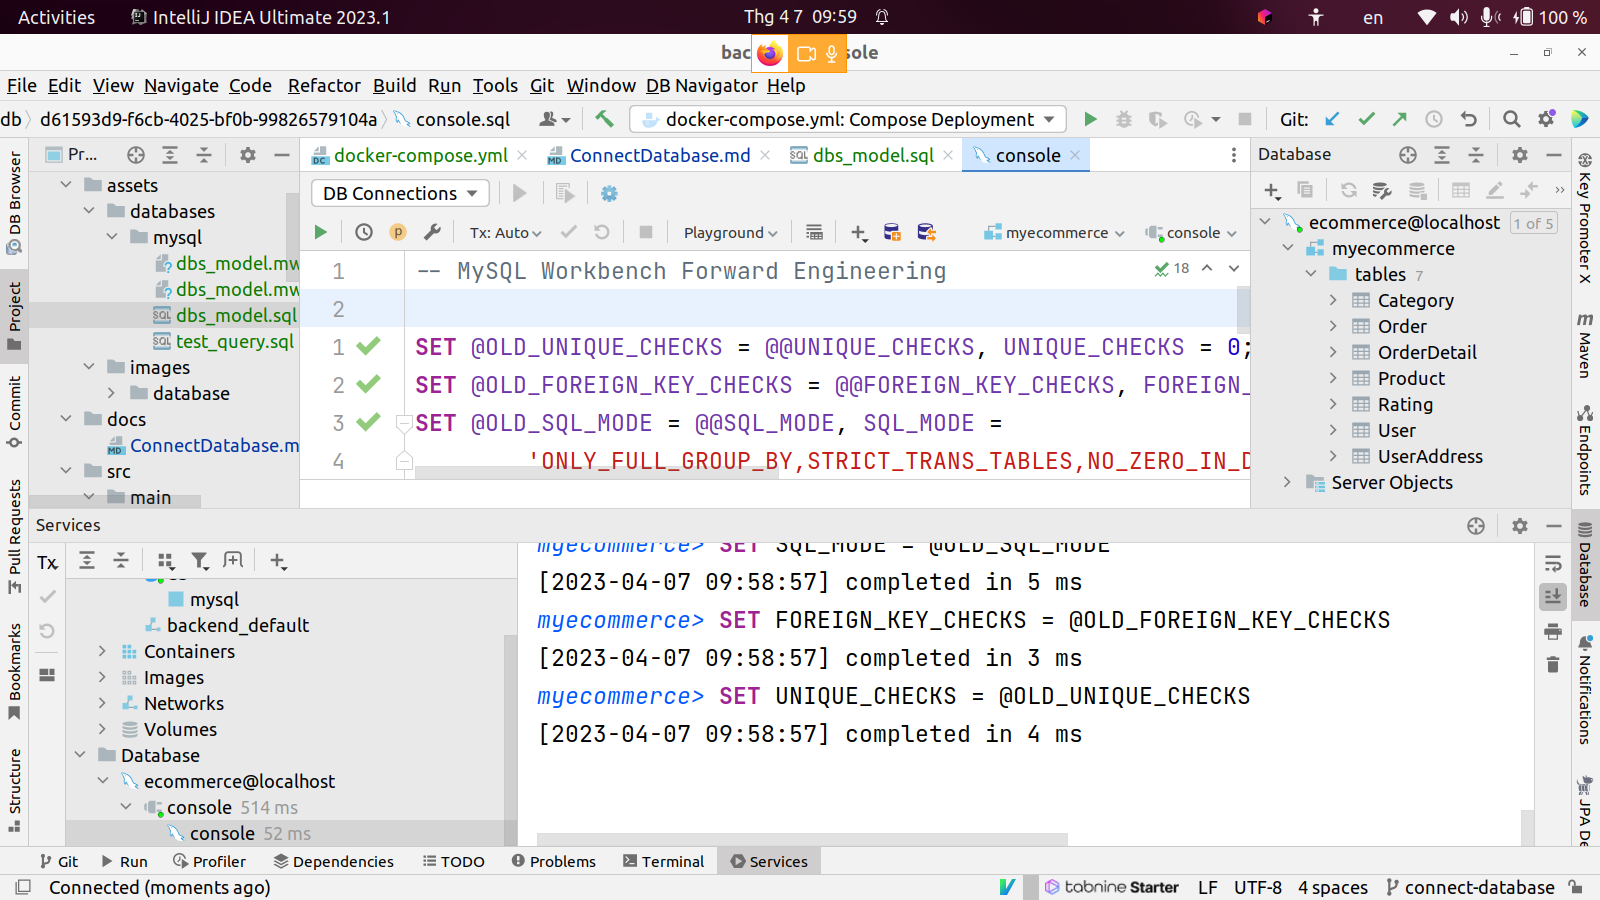 Activities
IntelliJ IDEA Ultimate 2023.1
Thg 4 7 09:59
en
100 %
bac
sole
File Edit View Navigate Code Refactor Build Run Tools Git Window DB Navigator Help
db
d61593d9-f6cb-4025-bf0b-99826579104a
console.sql
docker-compose.yml: Compose Deployment
Git:
DB Browser
Project
Commit
Pull Requests
Bookmarks
Structure
Pr...
assets
databases
mysql
dbs_model.mw
dbs_model.mw
dbs_model.sql
test_query.sql
images
database
docs
ConnectDatabase.m
src
main
docker-compose.yml
ConnectDatabase.md
dbs_model.sql
console
DB Connections
Tx: Auto
Playground
myecommerce
console
18
1 -- MySQL Workbench Forward Engineering
2
1 SET @OLD_UNIQUE_CHECKS = @@UNIQUE_CHECKS, UNIQUE_CHECKS = 0;
2 SET @OLD_FOREIGN_KEY_CHECKS = @@FOREIGN_KEY_CHECKS, FOREIGN_
3 SET @OLD_SQL_MODE = @@SQL_MODE, SQL_MODE =
4 'ONLY_FULL_GROUP_BY,STRICT_TRANS_TABLES,NO_ZERO_IN_D
Database
ecommerce@localhost 1 of 5
myecommerce
tables 7
Category
Order
OrderDetail
Product
Rating
User
UserAddress
Server Objects
Key Promoter X
Maven
Endpoints
Database
Notifications
JPA De
Services
Tx
mysql
backend_default
Containers
Images
Networks
Volumes
Database
ecommerce@localhost
console 514 ms
console 52 ms
myecommerce> SET SQL_MODE = @OLD_SQL_MODE
[2023-04-07 09:58:57] completed in 5 ms
myecommerce> SET FOREIGN_KEY_CHECKS = @OLD_FOREIGN_KEY_CHECKS
[2023-04-07 09:58:57] completed in 3 ms
myecommerce> SET UNIQUE_CHECKS = @OLD_UNIQUE_CHECKS
[2023-04-07 09:58:57] completed in 4 ms
Git
Run
Profiler
Dependencies
TODO
Problems
Terminal
Services
Connected (moments ago)
tabnine Starter
LF
UTF-8
4 spaces
connect-database